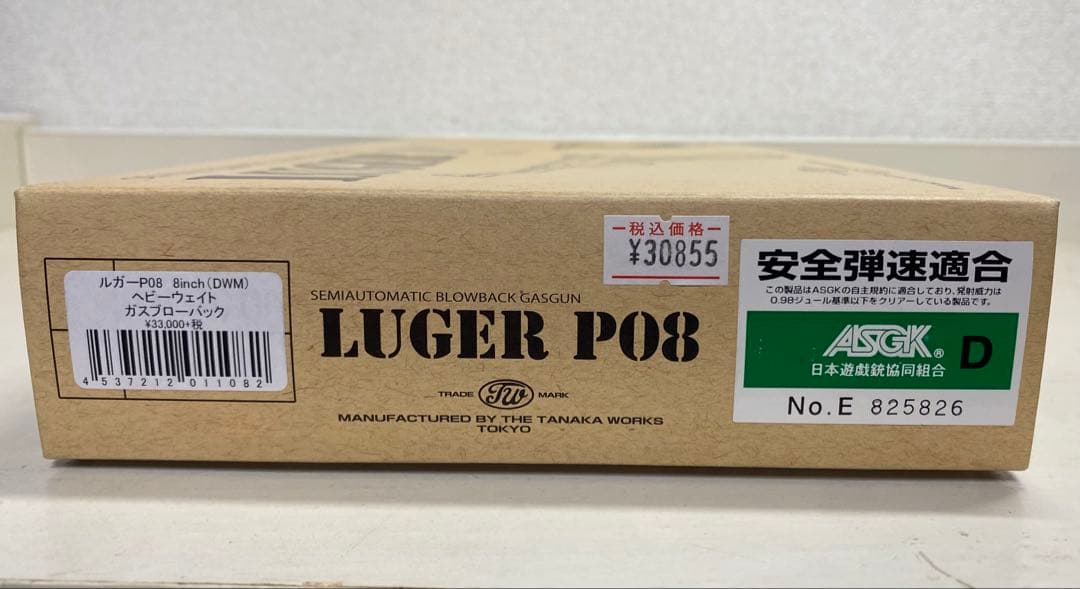 ルガーP08 8inch(DWM)
ヘビーウェイト
ガスブローバック
¥33,000+税
4 537212 011082
SEMIAUTOMATIC BLOWBACK GASGUN
LUGER P08
TRADE TW MARK
MANUFACTURED BY THE TANAKA WORKS
TOKYO
税込価格
¥30855
安全弾速適合
この製品はASGKの自主規約に適合しており、発射威力は
0.98ジュール基準以下をクリアーしている製品です。
ASGK® D
日本遊戯銃協同組合
No.E 825826